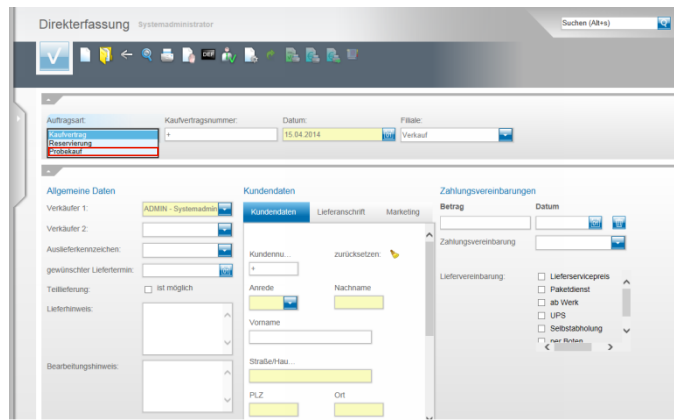 Direkterfassung Systemadministrator
Suchen (Alt+s)
Auftragsart: Kaufvertragsnummer: Datum: Filiale:
Kaufvertrag + 15.04.2014 Verkauf
Reservierung
Probekauf
Allgemeine Daten
Verkäufer 1: ADMIN - Systemadmin
Verkäufer 2:
Auslieferkennzeichen:
gewünschter Liefertermin:
Teillieferung: ist möglich
Lieferhinweis:
Bearbeitungshinweis:
Kundendaten
Kundendaten Lieferanschrift Marketing
Kundennu... zurücksetzen:
+
Anrede Nachname
Vorname
Straße/Hau...
PLZ Ort
Zahlungsvereinbarungen
Betrag Datum
Zahlungsvereinbarung
Liefervereinbarung: Lieferservicepreis
Paketdienst
ab Werk
UPS
Selbstabholung
per Boten